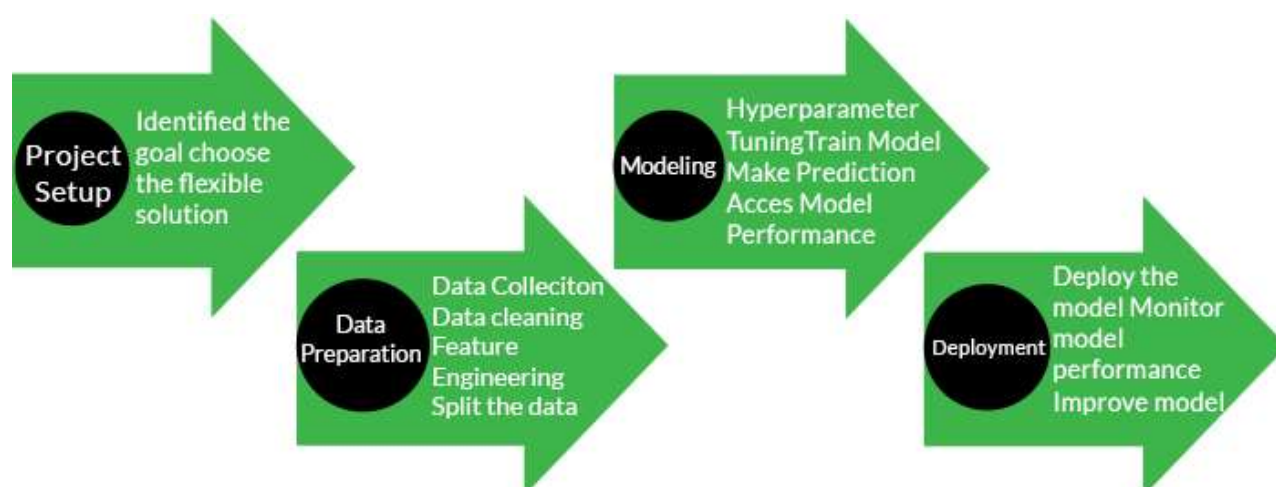 Project
Setup
Identified the
goal choose
the flexible
solution
Data
Preparation
Data Colleciton
Data cleaning
Feature
Engineering
Split the data
Modeling
Hyperparameter
TuningTrain Model
Make Prediction
Acces Model
Performance
Deployment
Deploy the
model Monitor
model
performance
Improve model